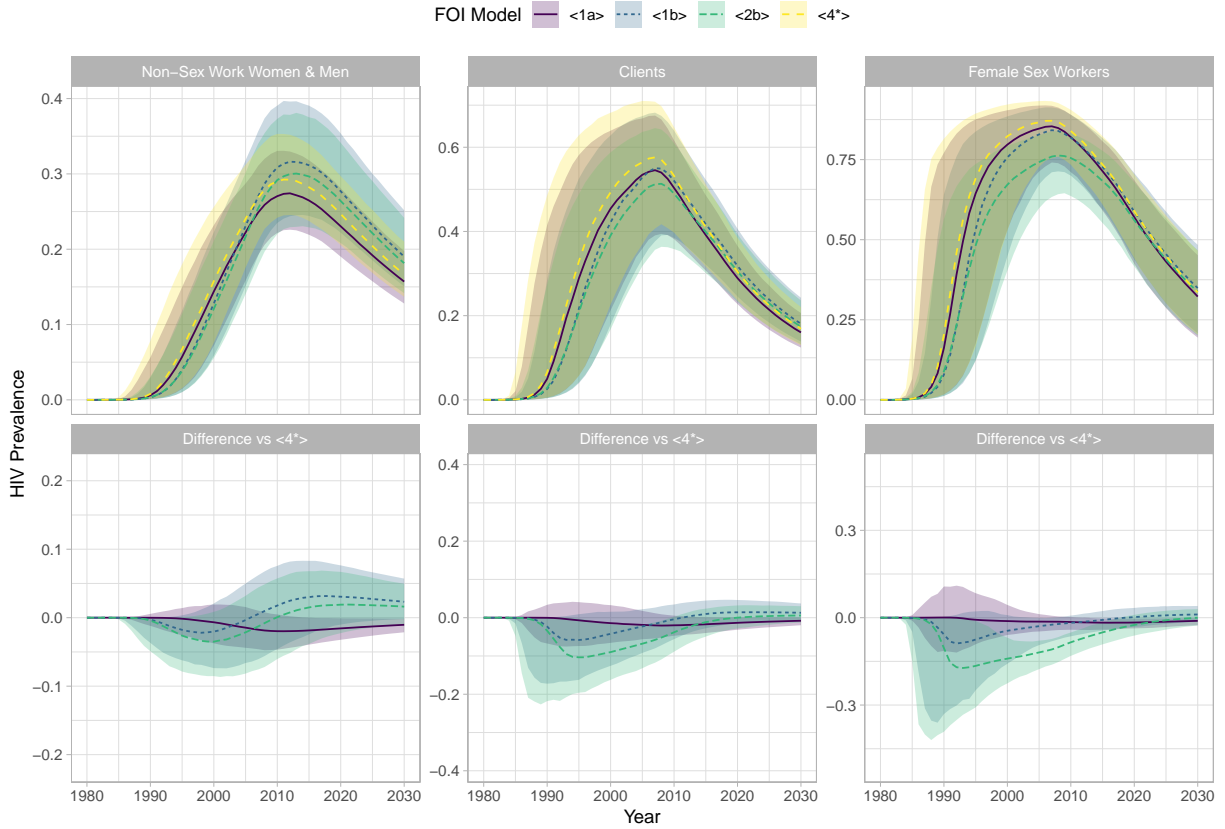 FOI Model <1a> <1b> <2b> <4*>
Non−Sex Work Women & Men
Clients
Female Sex Workers
0.4
0.3
0.2
0.1
0.0
0.6
0.4
0.2
0.0
0.75
0.50
0.25
0.00
HIV Prevalence
Difference vs <4*>
Difference vs <4*>
Difference vs <4*>
0.2
0.1
0.0
−0.1
−0.2
0.4
0.2
0.0
−0.2
−0.4
0.3
0.0
−0.3
1980 1990 2000 2010 2020 2030
1980 1990 2000 2010 2020 2030
1980 1990 2000 2010 2020 2030
Year